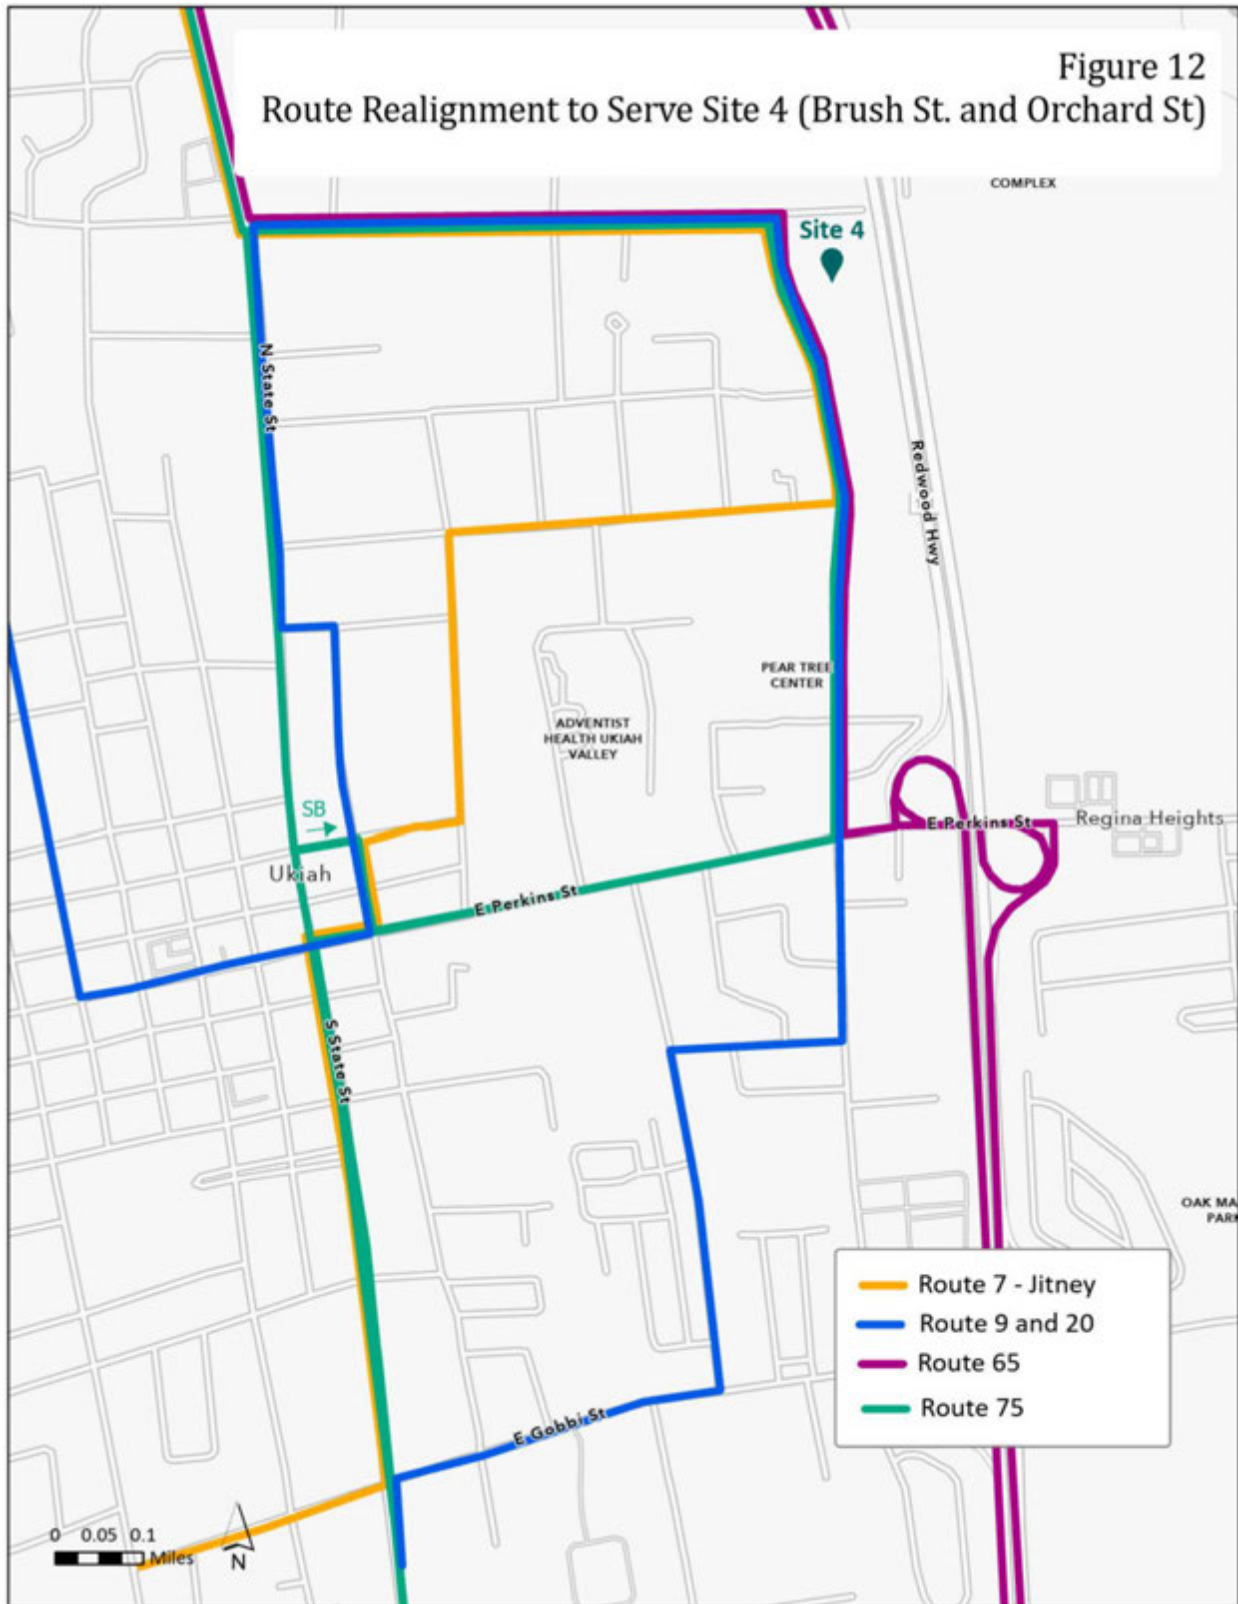 Figure 12
Route Realignment to Serve Site 4 (Brush St. and Orchard St)
COMPLEX
Site 4
N State St
Redwood Hwy
PEAR TREE
CENTER
ADVENTIST
HEALTH UKIAH
VALLEY
SB
E Perkins St
Regina Heights
Ukiah
E Perkins St
S State St
OAK MA
PARK
Route 7 - Jitney
Route 9 and 20
Route 65
Route 75
E Gobbi St
0 0.05 0.1
Miles
N